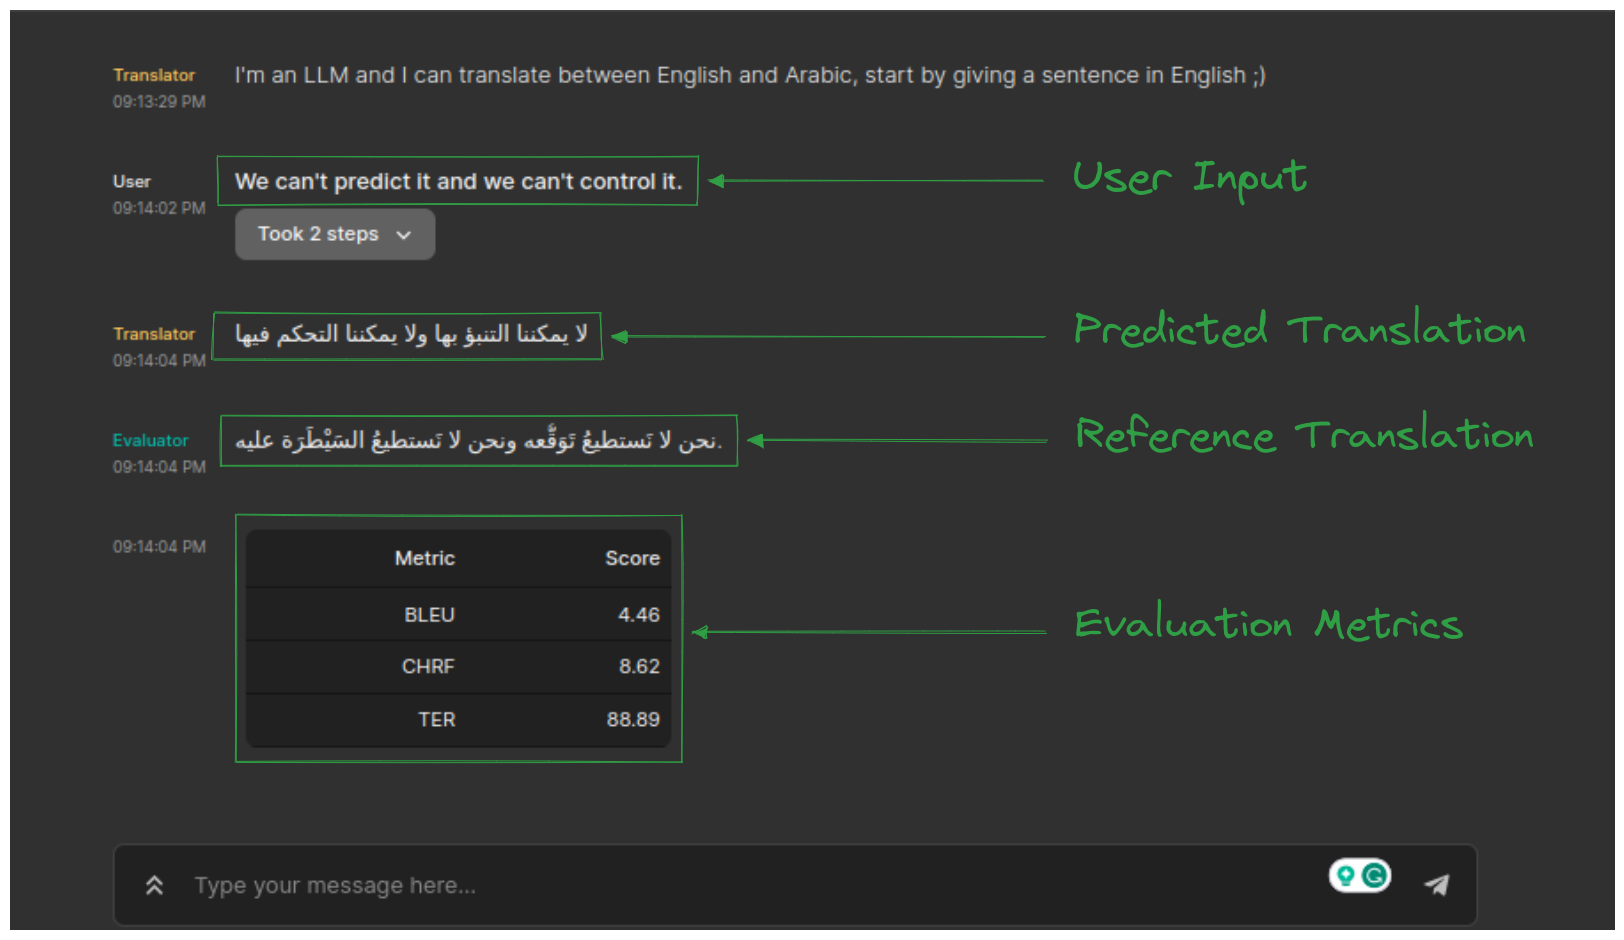 Translator
I'm an LLM and I can translate between English and Arabic, start by giving a sentence in English ;)
09:13:29 PM
User
We can't predict it and we can't control it.
User Input
09:14:02 PM
Took 2 steps
Translator
لا يمكننا التنبؤ بها ولا يمكننا التحكم فيها
Predicted Translation
09:14:04 PM
Evaluator
نحن لا نَستطيعُ تَوَقَّعه ونحن لا نَستطيعُ السَيْطَرَة عليه.
Reference Translation
09:14:04 PM
09:14:04 PM
Metric Score
BLEU 4.46
CHRF 8.62
TER 88.89
Evaluation Metrics
Type your message here...